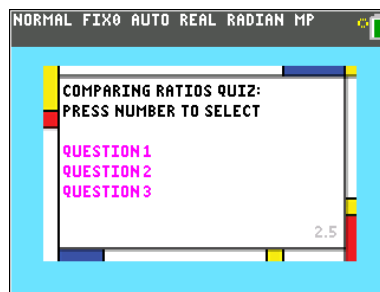 NORMAL FIX0 AUTO REAL RADIAN MP
COMPARING RATIOS QUIZ:
PRESS NUMBER TO SELECT
QUESTION 1
QUESTION 2
QUESTION 3
2.5